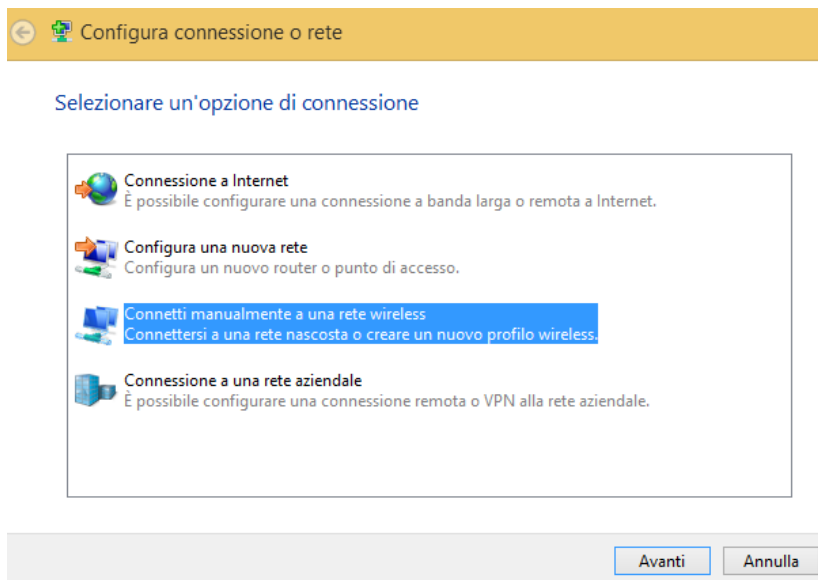 Configura connessione o rete
Selezionare un'opzione di connessione
Connessione a Internet
È possibile configurare una connessione a banda larga o remota a Internet.
Configura una nuova rete
Configura un nuovo router o punto di accesso.
Connetti manualmente a una rete wireless
Connettersi a una rete nascosta o creare un nuovo profilo wireless.
Connessione a una rete aziendale
È possibile configurare una connessione remota o VPN alla rete aziendale.
Avanti
Annulla